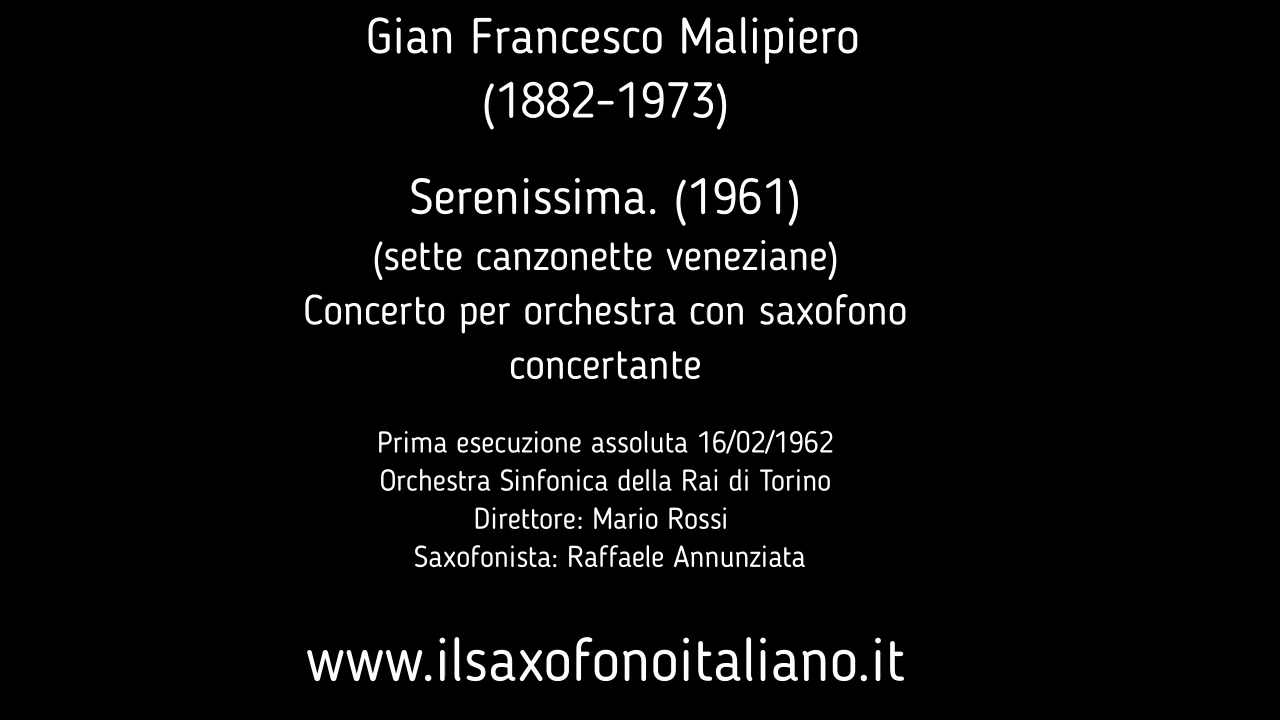 Gian Francesco Malipiero
(1882-1973)
Serenissima. (1961)
(sette canzonette veneziane)
Concerto per orchestra con saxofono
concertante
Prima esecuzione assoluta 16/02/1962
Orchestra Sinfonica della Rai di Torino
Direttore: Mario Rossi
Saxofonista: Raffaele Annunziata
www.ilsaxofonoitaliano.it